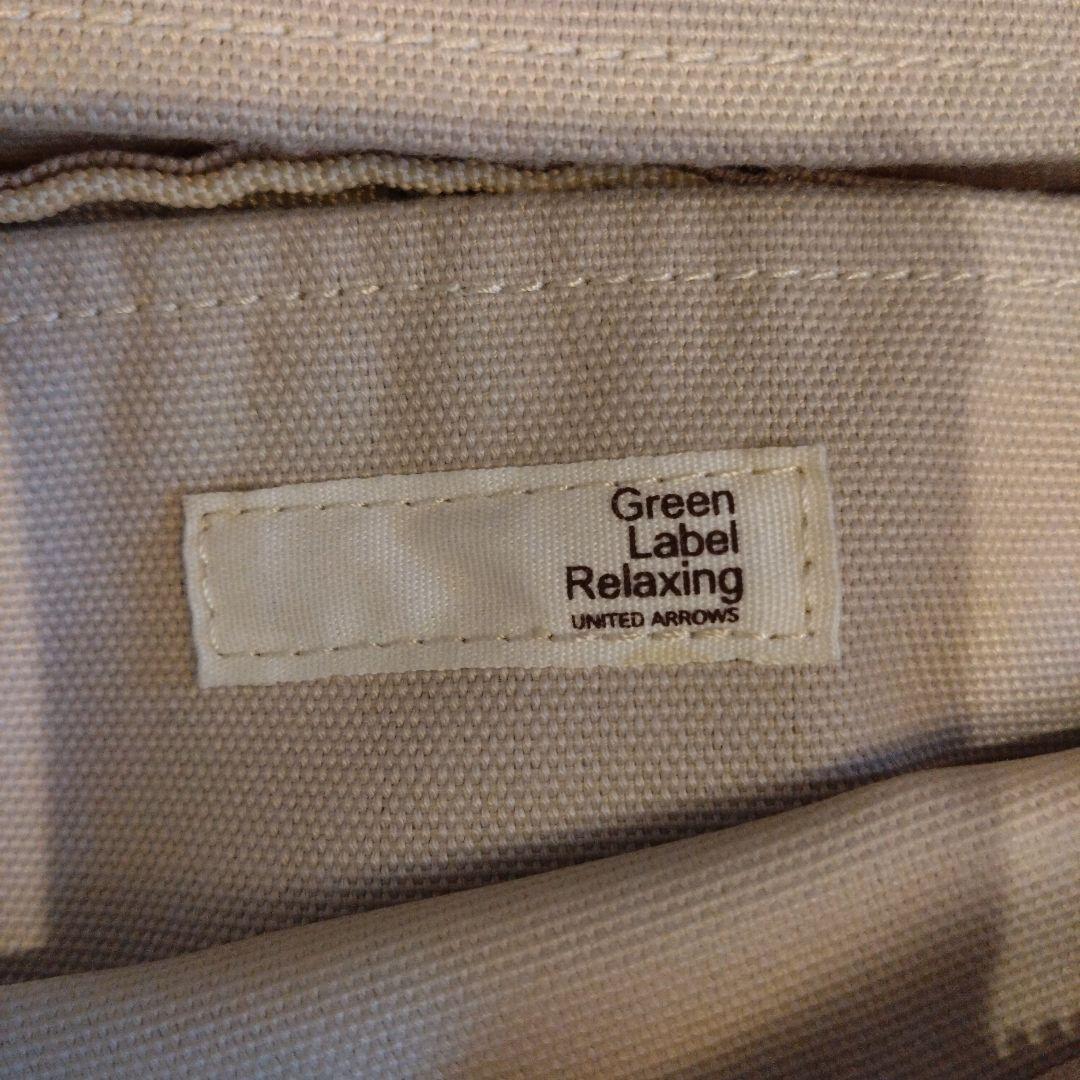 Green
Label
Relaxing
UNITED ARROWS